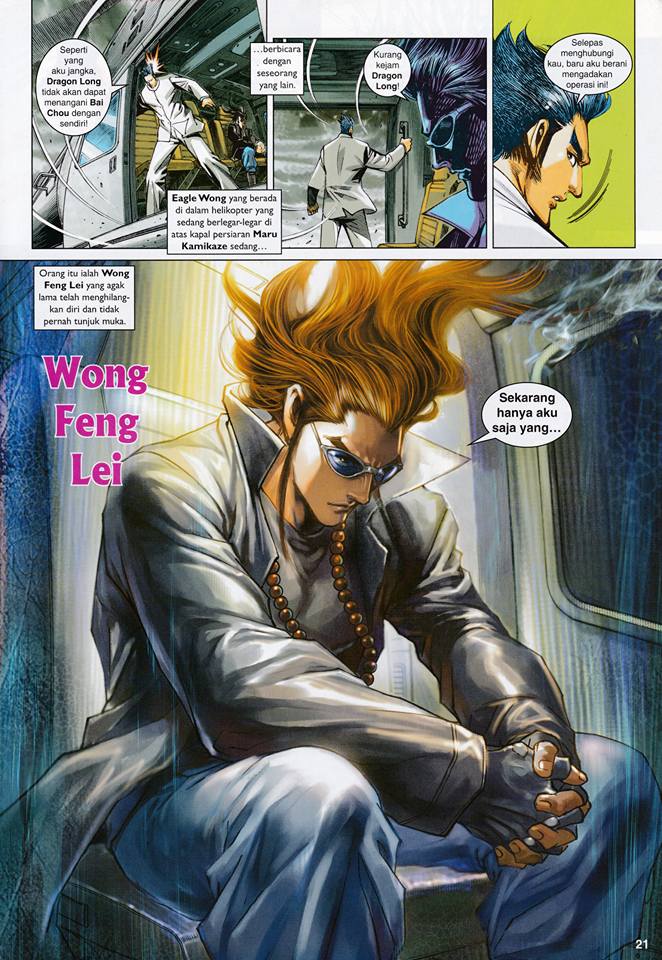 Seperti
yang
aku jangka,
Dragon Long
tidak akan dapat
menangani Bai
Chou dengan
sendiri!
Eagle Wong yang berada
di dalam helikopter yang
sedang berlegar-legar di
atas kapal persiaran Maru
Kamikaze sedang...
...berbicara
dengan
seseorang
yang lain.
Kurang
kejam
Dragon
Long!
Selepas
menghubungi
kau, baru aku berani
mengadakan
operasi ini!
Orang itu ialah Wong
Feng Lei yang agak
lama telah menghilang-
kan diri dan tidak
pernah tunjuk muka.
Wong
Feng
Lei
Sekarang
hanya aku
saja yang...
21